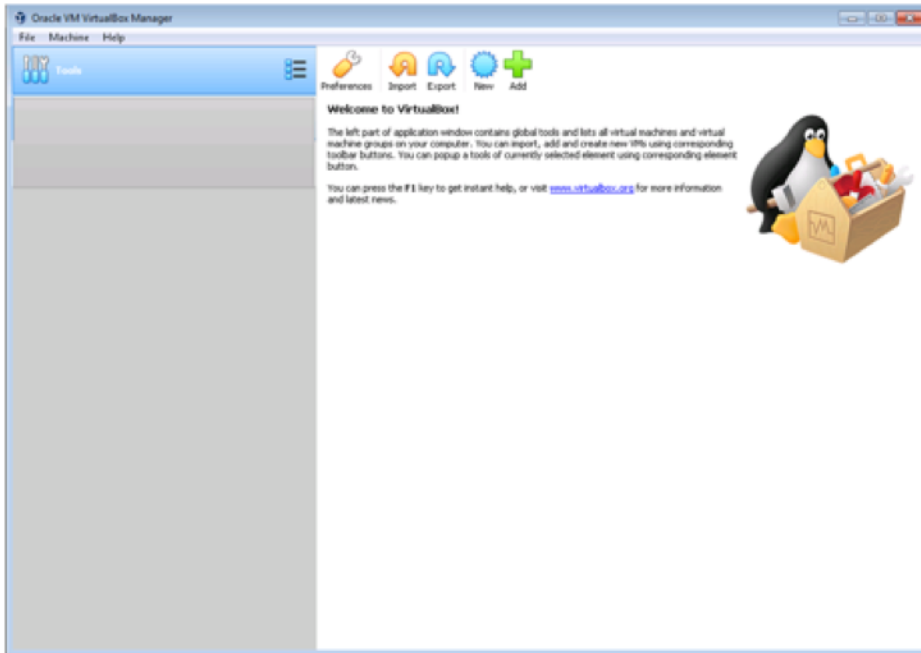 Oracle VM VirtualBox Manager
File Machine Help
Tools
Preferences Import Export New Add
Welcome to VirtualBox!
The left part of application window contains global tools and lists all virtual machines and virtual
machine groups on your computer. You can import, add and create new VMs using corresponding
toolbar buttons. You can popup a tools of currently selected element using corresponding element
button.
You can press the F1 key to get instant help, or visit www.virtualbox.org for more information
and latest news.